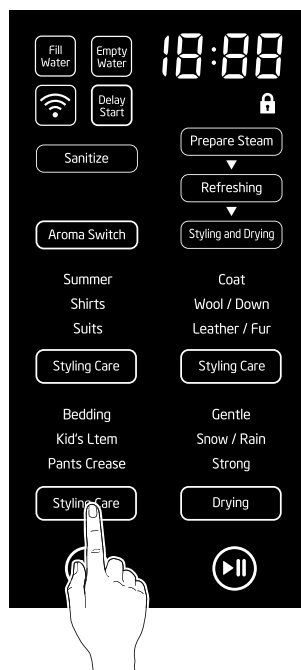 Fill
Water
Empty
Water
18:88
Delay
Start
Sanitize
Prepare Steam
Refreshing
Aroma Switch
Styling and Drying
Summer
Shirts
Suits
Styling Care
Coat
Wool / Down
Leather / Fur
Styling Care
Bedding
Kid's Ltem
Pants Crease
Styling Care
Gentle
Snow / Rain
Strong
Drying